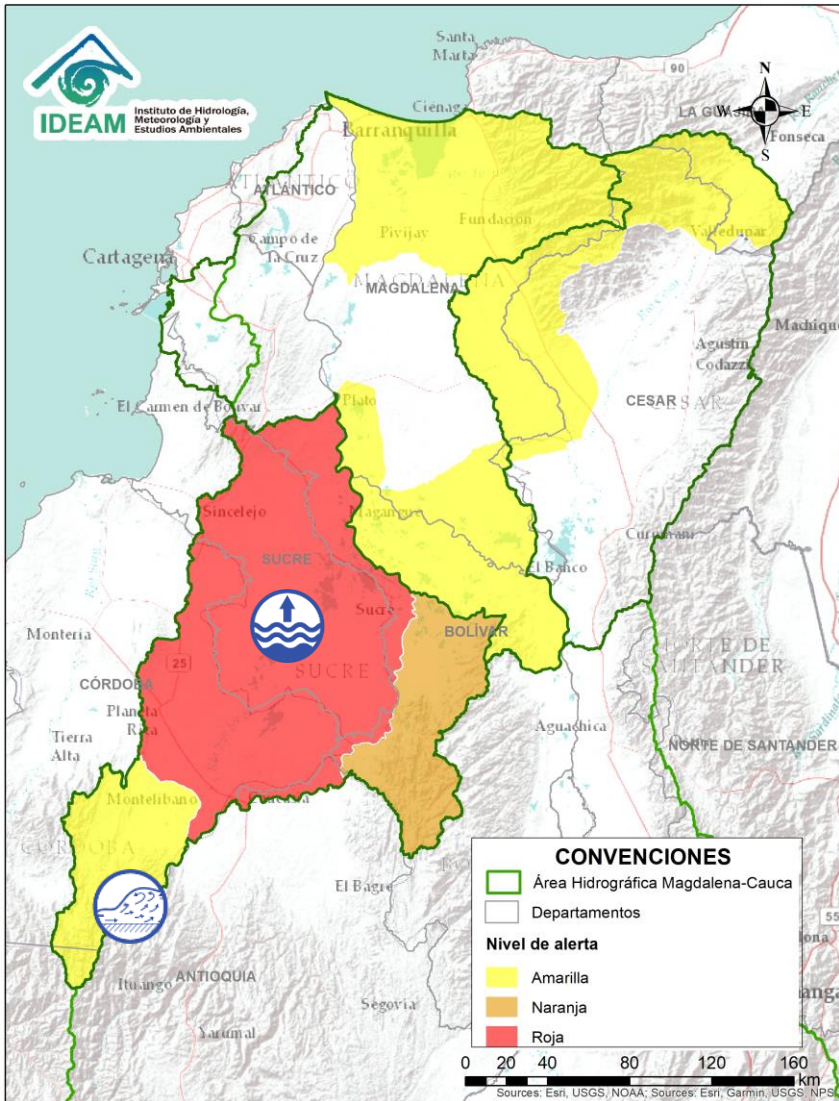 IDEAM
Instituto de Hidrología,
Meteorología y
Estudios Ambientales
Santa
Marta
90
N
W
E
S
Ciénaga
LA GUAJIRA
Fonseca
Barranquilla
ATLÁNTICO
Fundación
Pivijay
Valledupar
Cartagena
Campo de
la Cruz
MAGDALENA
MAGDALENA
Agustín
Codazzi
CESAR
CESAR
El Carmen de Bolívar
Plato
Sincelejo
Magangué
Curumaní
SUCRE
El Banco
Sucre
BOLÍVAR
Montería
25
SUCRE
NORTE DE
SANTANDER
CÓRDOBA
Planeta
Rica
Tierra
Alta
Aguachica
NORTE DE SANTANDER
Montelíbano
CÓRDOBA
El Bagre
Ituango
ANTIOQUIA
Segovia
Yarumal
CONVENCIONES
Área Hidrográfica Magdalena-Cauca
Departamentos
Nivel de alerta
Amarilla
Naranja
Roja
55
0 20 40 80 120 160
km
Sources: Esri, USGS, NOAA; Sources: Esri, Garmin, USGS, NPS